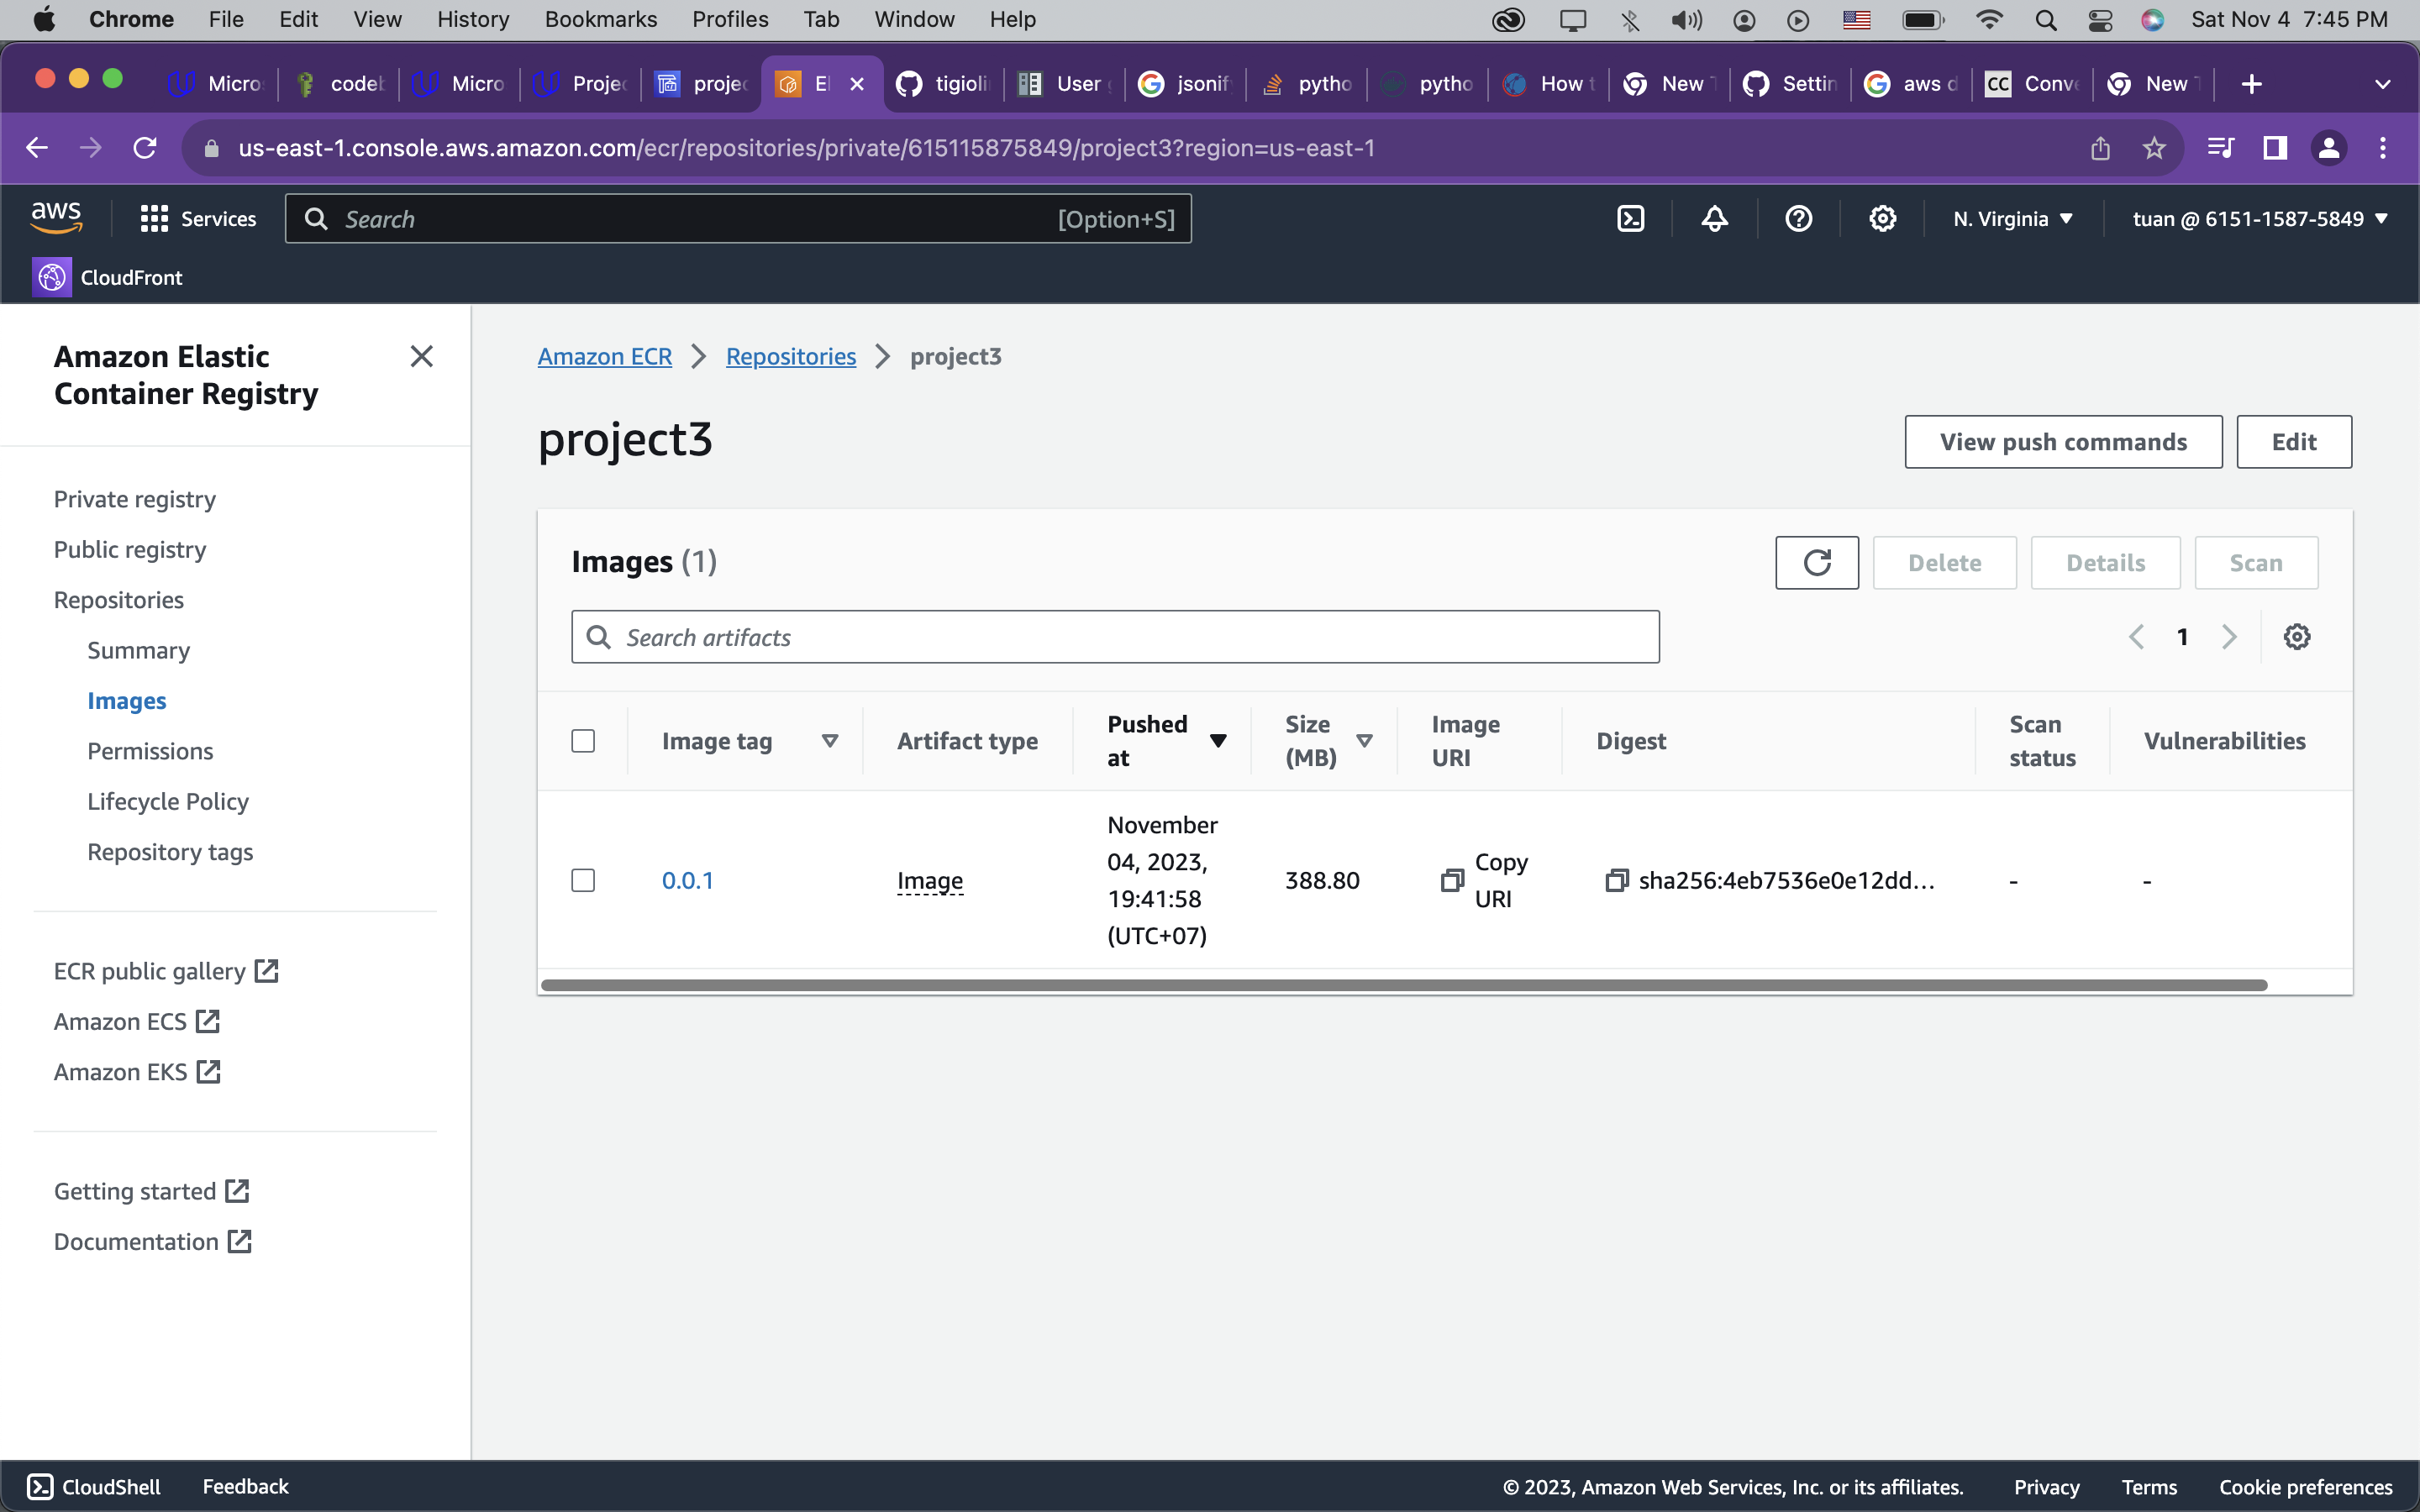 Chrome File Edit View History Bookmarks Profiles Tab Window Help Sat Nov 4 7:45 PM
Micro codeb Micro Projec projec El tigioli User g jsonify pytho pytho How t New T Settin aws d CC Conve New T
us-east-1.console.aws.amazon.com/ecr/repositories/private/615115875849/project3?region=us-east-1
aws Services Search [Option+S] N. Virginia tuan @ 6151-1587-5849
CloudFront
Amazon Elastic
Container Registry
Private registry
Public registry
Repositories
Summary
Images
Permissions
Lifecycle Policy
Repository tags
ECR public gallery
Amazon ECS
Amazon EKS
Getting started
Documentation
Amazon ECR Repositories project3
project3
View push commands Edit
Images (1)
Delete Details Scan
Search artifacts
1
Image tag Artifact type Pushed at Size (MB) Image URI Digest Scan status Vulnerabilities
0.0.1 Image November 04, 2023, 19:41:58 (UTC+07) 388.80 Copy URI sha256:4eb7536e0e12dd... - -
CloudShell Feedback © 2023, Amazon Web Services, Inc. or its affiliates. Privacy Terms Cookie preferences